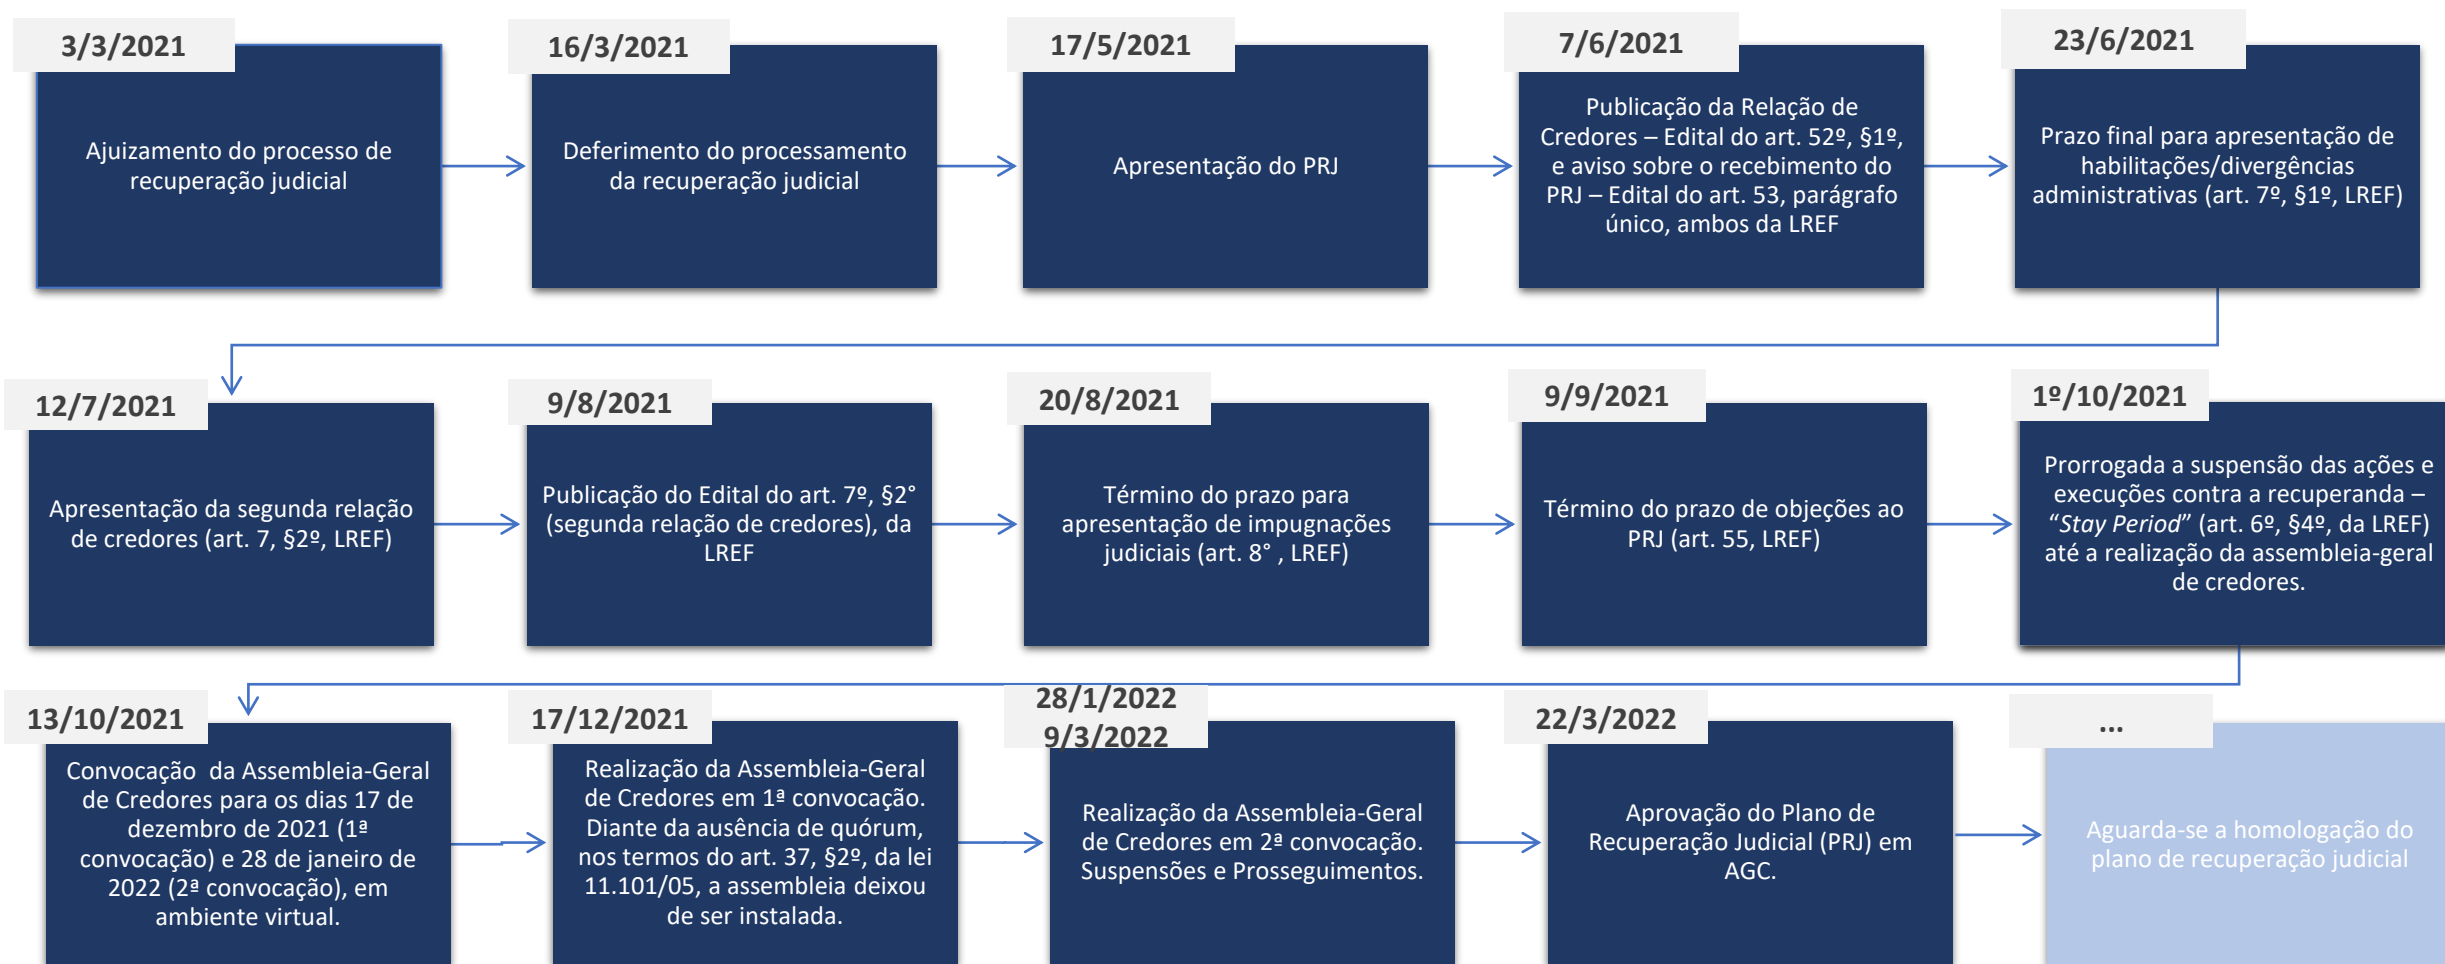 3/3/2021
Ajuizamento do processo de
recuperação judicial
16/3/2021
Deferimento do processamento
da recuperação judicial
17/5/2021
Apresentação do PRJ
7/6/2021
Publicação da Relação de
Credores – Edital do art. 52º, §1º,
e aviso sobre o recebimento do
PRJ – Edital do art. 53, parágrafo
único, ambos da LREF
23/6/2021
Prazo final para apresentação de
habilitações/divergências
administrativas (art. 7º, §1º, LREF)
12/7/2021
Apresentação da segunda relação
de credores (art. 7, §2º, LREF)
9/8/2021
Publicação do Edital do art. 7º, §2°
(segunda relação de credores), da
LREF
20/8/2021
Término do prazo para
apresentação de impugnações
judiciais (art. 8° , LREF)
9/9/2021
Término do prazo de objeções ao
PRJ (art. 55, LREF)
1º/10/2021
Prorrogada a suspensão das ações e
execuções contra a recuperanda –
“Stay Period” (art. 6º, §4º, da LREF)
até a realização da assembleia-geral
de credores.
13/10/2021
Convocação  da Assembleia-Geral
de Credores para os dias 17 de
dezembro de 2021 (1ª
convocação) e 28 de janeiro de
2022 (2ª convocação), em
ambiente virtual.
17/12/2021
Realização da Assembleia-Geral
de Credores em 1ª convocação.
Diante da ausência de quórum,
nos termos do art. 37, §2º, da lei
11.101/05, a assembleia deixou
de ser instalada.
28/1/2022
9/3/2022
Realização da Assembleia-Geral
de Credores em 2ª convocação.
Suspensões e Prosseguimentos.
22/3/2022
Aprovação do Plano de
Recuperação Judicial (PRJ) em
AGC.
...
Aguarda-se a homologação do
plano de recuperação judicial